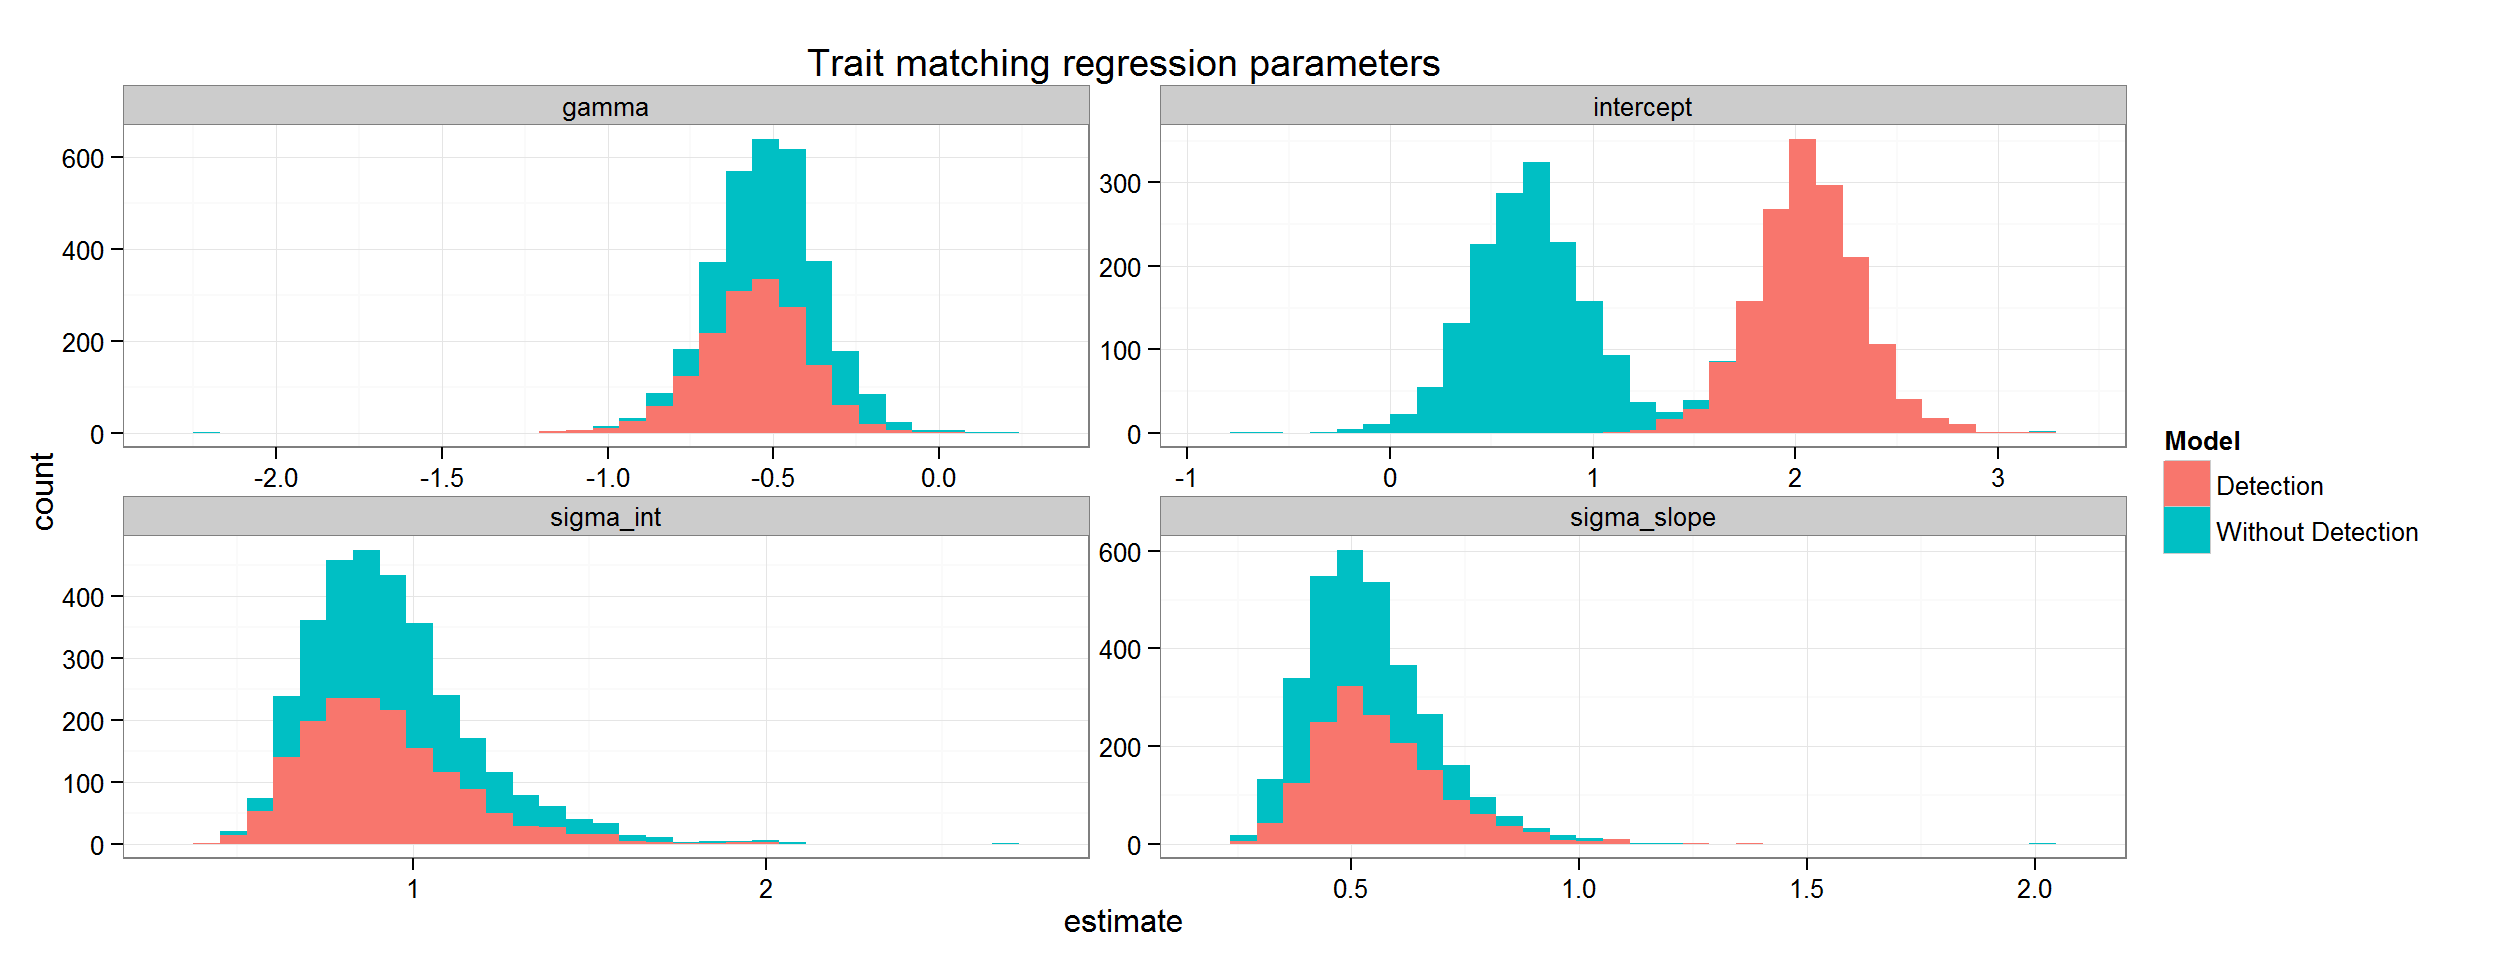 Trait matching regression parameters
gamma
intercept
600
400
200
0
-2.0 -1.5 -1.0 -0.5 0.0
300
200
100
0
-1 0 1 2 3
sigma_int
sigma_slope
400
300
200
100
0
1 2
600
400
200
0
0.5 1.0 1.5 2.0
count
estimate
Model
Detection
Without Detection